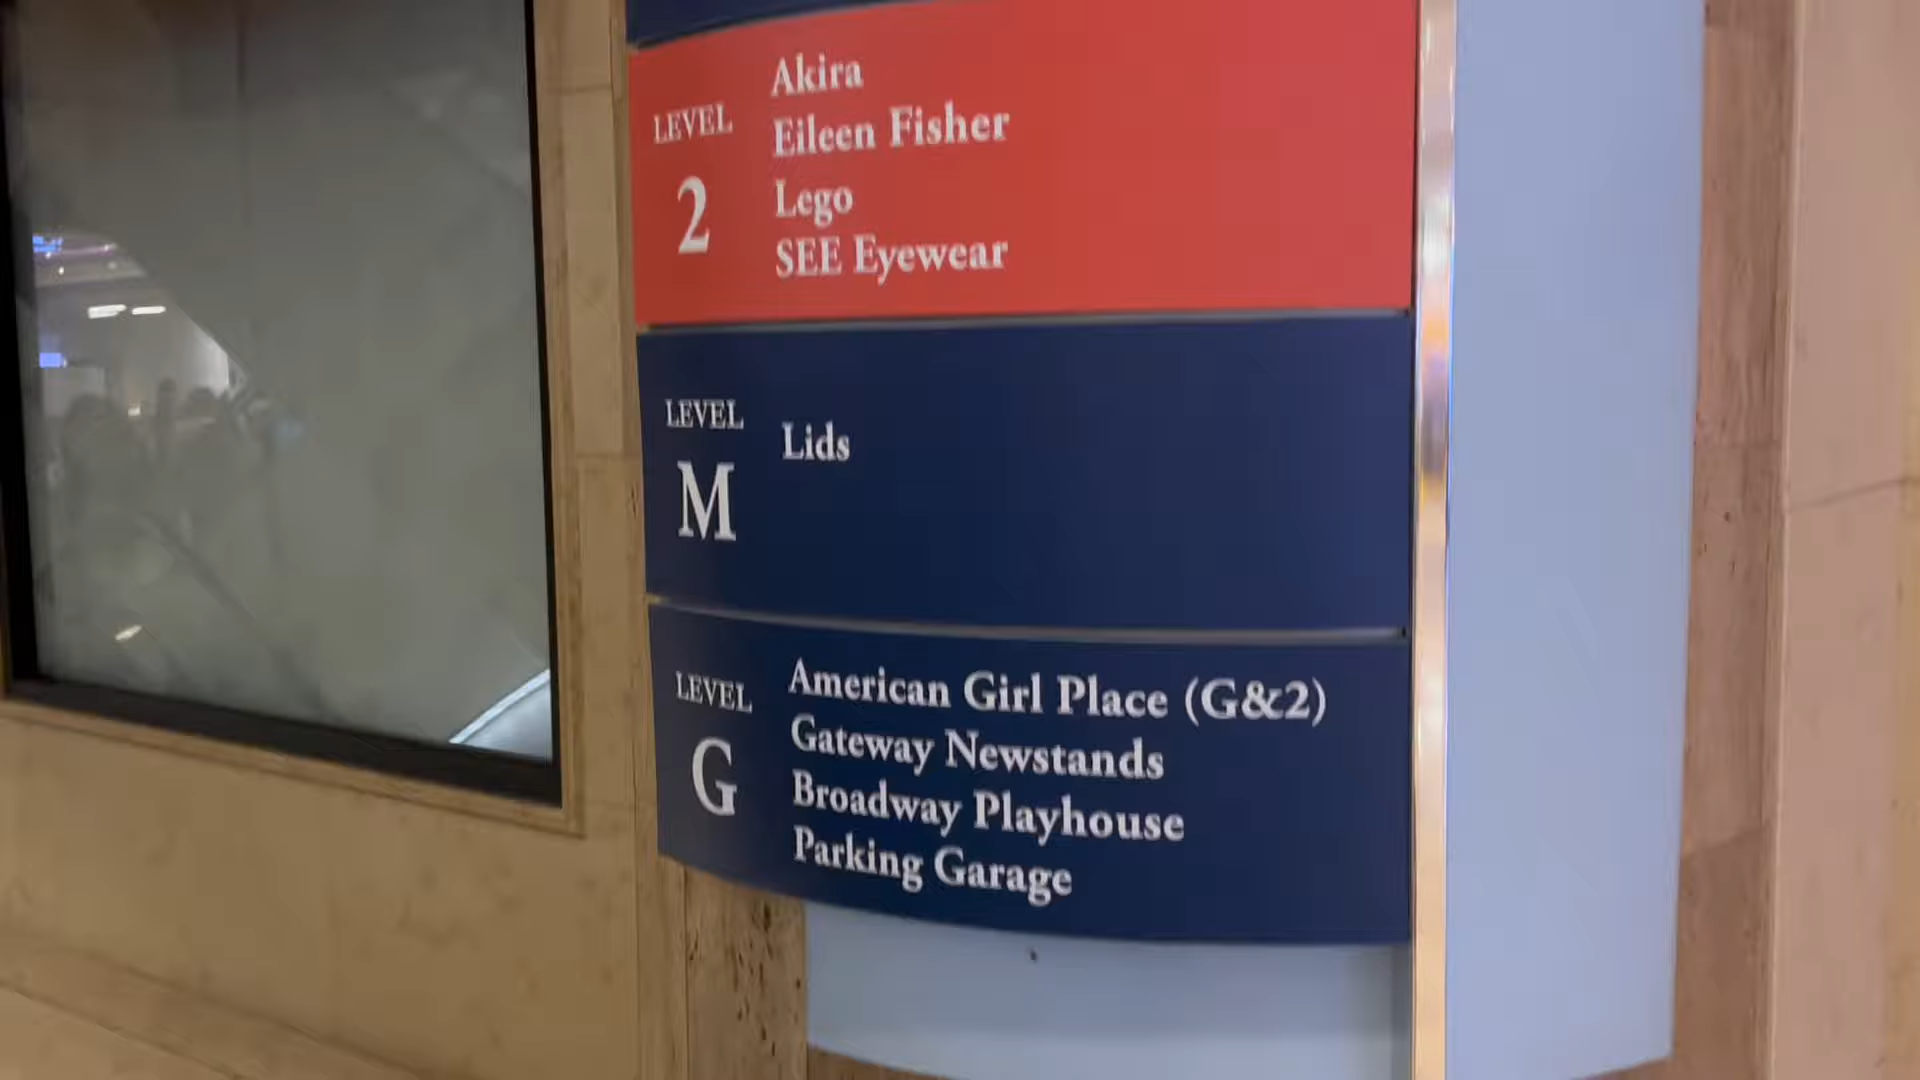 LEVEL
2
Akira
Eileen Fisher
Lego
SEE Eyewear
LEVEL
M
Lids
LEVEL
G
American Girl Place (G&2)
Gateway Newstands
Broadway Playhouse
Parking Garage